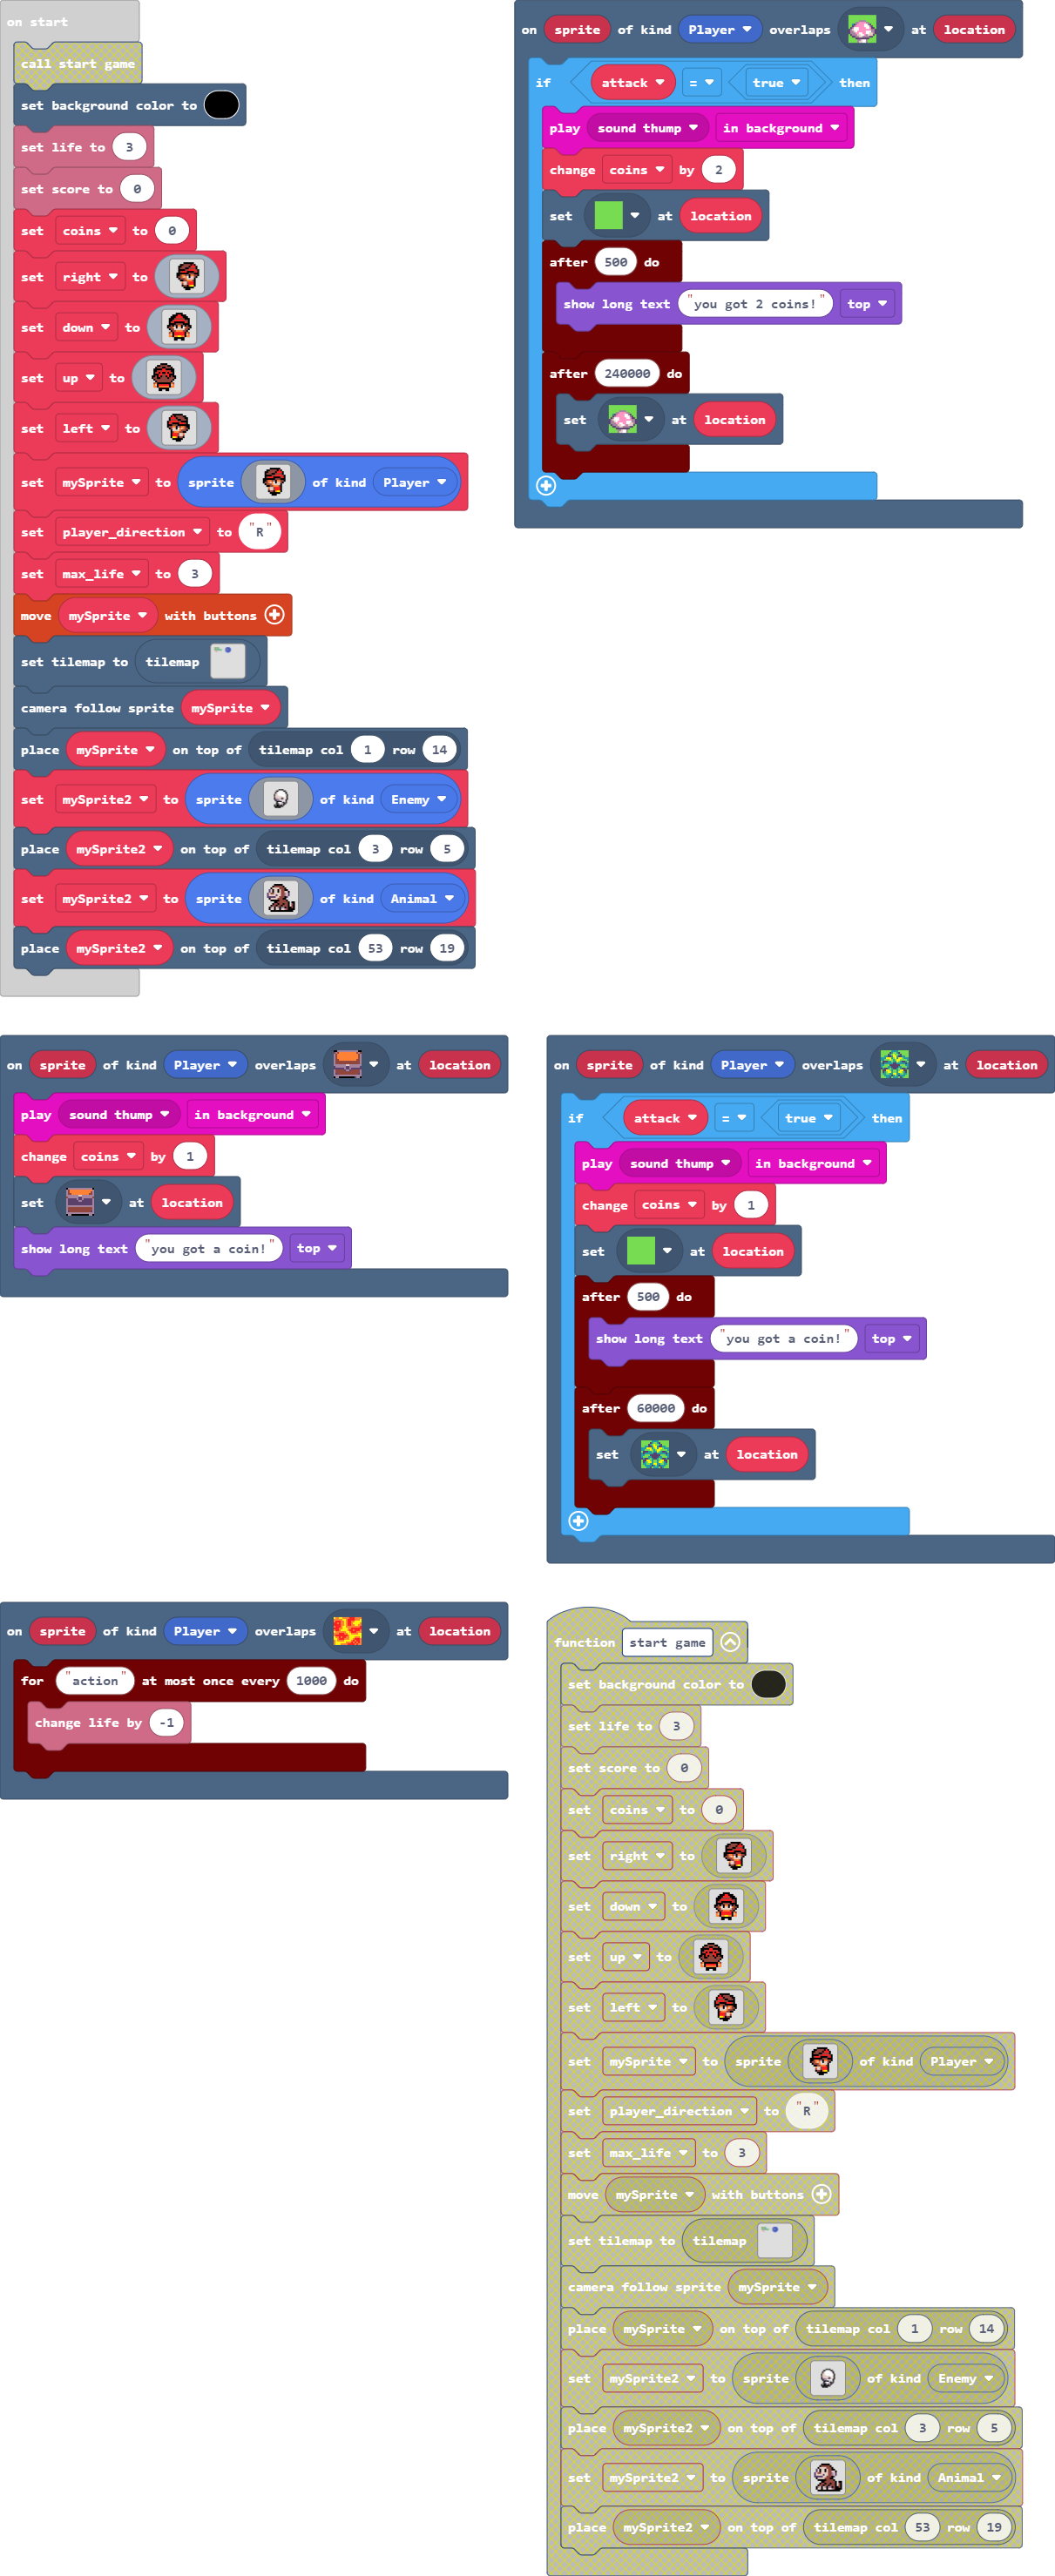 on start
call start game
set background color to
set life to 3
set score to 0
set coins to 0
set right to
set down to
set up to
set left to
set mySprite to sprite of kind Player
set player_direction to "R"
set max_life to 3
move mySprite with buttons
set tilemap to tilemap
camera follow sprite mySprite
place mySprite on top of tilemap col 1 row 14
set mySprite2 to sprite of kind Enemy
place mySprite2 on top of tilemap col 3 row 5
set mySprite2 to sprite of kind Animal
place mySprite2 on top of tilemap col 53 row 19
on sprite of kind Player overlaps at location
if attack = true then
play sound thump in background
change coins by 2
set at location
after 500 do
show long text "you got 2 coins!" top
after 240000 do
set at location
on sprite of kind Player overlaps at location
play sound thump in background
change coins by 1
set at location
show long text "you got a coin!" top
on sprite of kind Player overlaps at location
if attack = true then
play sound thump in background
change coins by 1
set at location
after 500 do
show long text "you got a coin!" top
after 60000 do
set at location
on sprite of kind Player overlaps at location
for "action" at most once every 1000 do
change life by -1
function start game
set background color to
set life to 3
set score to 0
set coins to 0
set right to
set down to
set up to
set left to
set mySprite to sprite of kind Player
set player_direction to "R"
set max_life to 3
move mySprite with buttons
set tilemap to tilemap
camera follow sprite mySprite
place mySprite on top of tilemap col 1 row 14
set mySprite2 to sprite of kind Enemy
place mySprite2 on top of tilemap col 3 row 5
set mySprite2 to sprite of kind Animal
place mySprite2 on top of tilemap col 53 row 19